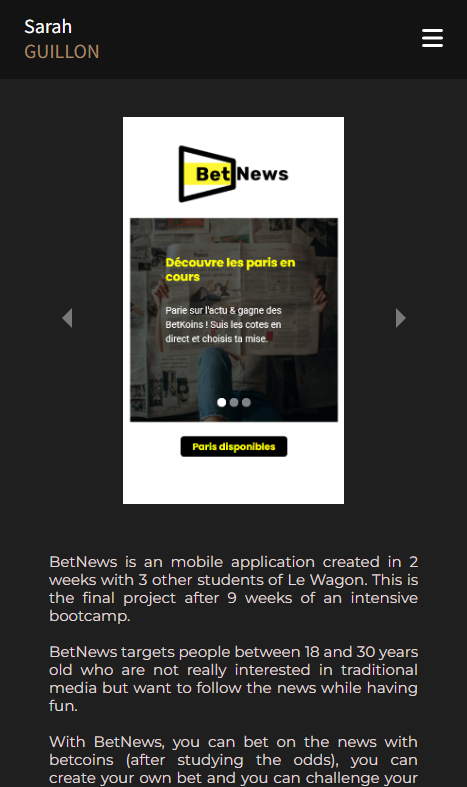 Sarah
GUILLON
BetNews
Découvre les paris en
cours
Parie sur l'actu & gagne des
BetKoins ! Suis les cotes en
direct et choisis ta mise.
Paris disponibles
BetNews is an mobile application created in 2
weeks with 3 other students of Le Wagon. This is
the final project after 9 weeks of an intensive
bootcamp.
BetNews targets people between 18 and 30 years
old who are not really interested in traditional
media but want to follow the news while having
fun.
With BetNews, you can bet on the news with
betcoins (after studying the odds), you can
create your own bet and you can challenge your